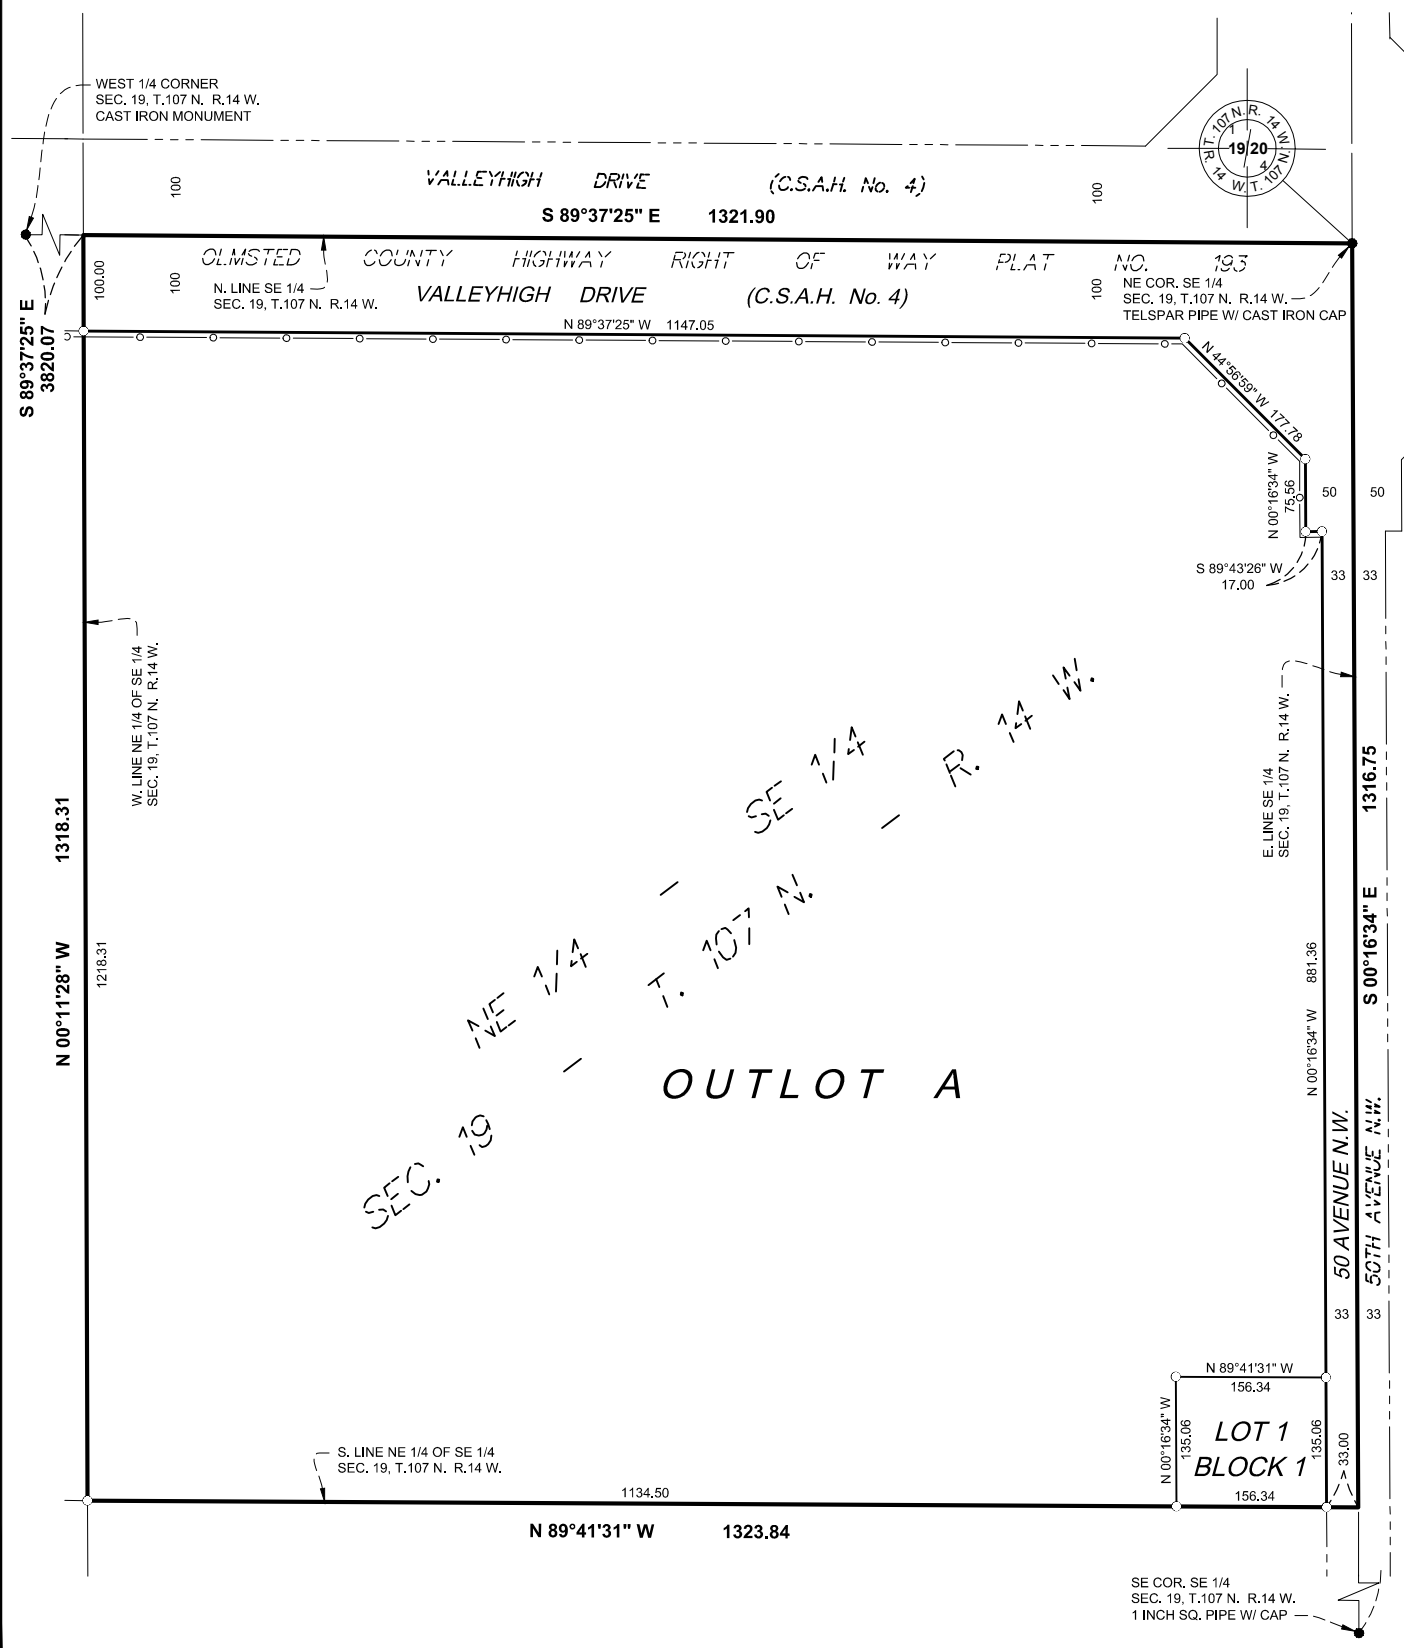 WEST 1/4 CORNER
SEC. 19, T.107 N.  R.14 W.
CAST IRON MONUMENT
T. 107 N. R. 14 W.
R. 14 W. T. 107 N.
1
19 20
4
100
VALLEYHIGH DRIVE (C.S.A.H. No. 4)
100
S 89°37'25" E 1321.90
OLMSTED COUNTY HIGHWAY RIGHT OF WAY PLAT NO. 193
100.00
100
N. LINE SE 1/4
SEC. 19, T.107 N.  R.14 W.
VALLEYHIGH DRIVE (C.S.A.H. No. 4)
100
NE COR. SE 1/4
SEC. 19, T.107 N.  R.14 W.
TELSPAR PIPE W/ CAST IRON CAP
S 89°37'25" E
3820.07
N 89°37'25" W 1147.05
5
N 44°56'59" W 177.78
N 00°16'34" W
75.56
50 50
S 89°43'26" W
17.00
33 33
W. LINE NE 1/4 OF SE 1/4
SEC. 19, T.107 N.  R.14 W.
E. LINE SE 1/4
SEC. 19, T.107 N.  R.14 W.
N 00°11'28" W 1318.31
1218.31
NE 1/4 - SE 1/4
SEC. 19 - T. 107 N. - R. 14 W.
OUTLOT A
N 00°16'34" W 881.36
S 00°16'34" E 1316.75
50 AVENUE N.W.
50TH AVENUE N.W.
33 33
N 89°41'31" W
156.34
N 00°16'34" W
135.06
LOT 1
BLOCK 1
135.06
33.00
156.34
S. LINE NE 1/4 OF SE 1/4
SEC. 19, T.107 N.  R.14 W.
1134.50
N 89°41'31" W 1323.84
SE COR. SE 1/4
SEC. 19, T.107 N.  R.14 W.
1 INCH SQ. PIPE W/ CAP